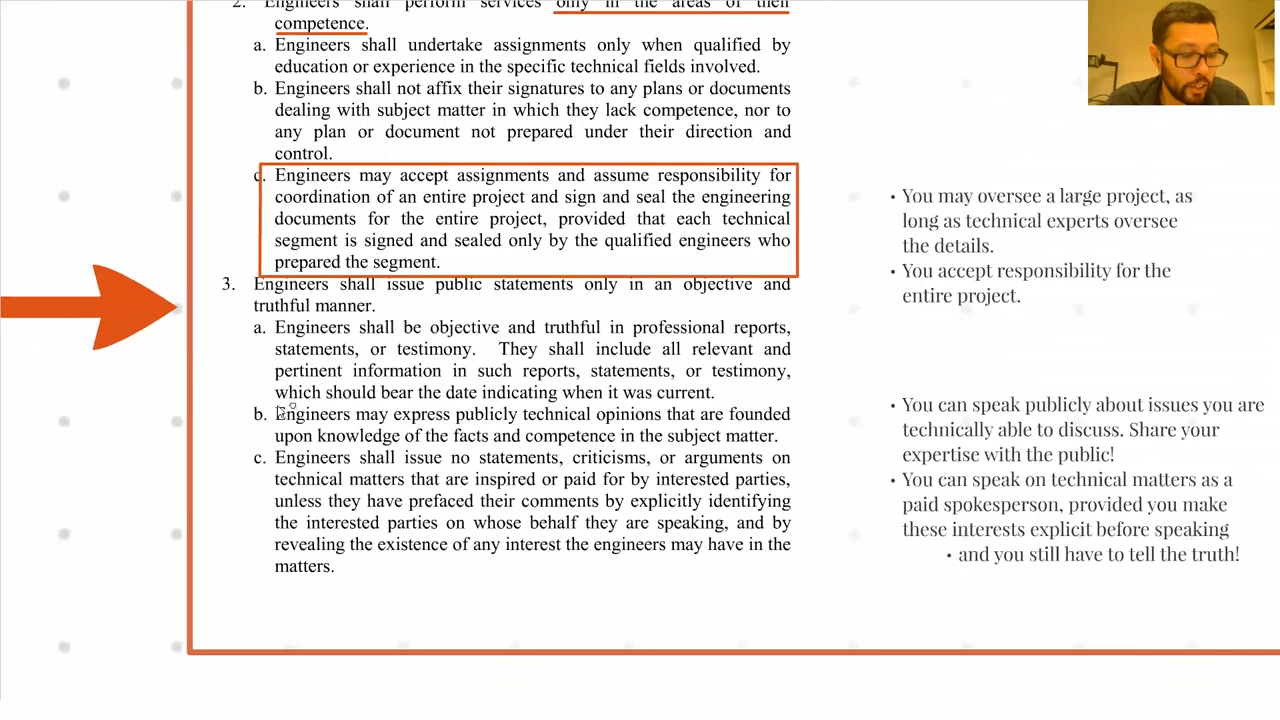 2. Engineers shall perform services only in the areas of their
competence.
a. Engineers shall undertake assignments only when qualified by
education or experience in the specific technical fields involved.
b. Engineers shall not affix their signatures to any plans or documents
dealing with subject matter in which they lack competence, nor to
any plan or document not prepared under their direction and
control.
c. Engineers may accept assignments and assume responsibility for
coordination of an entire project and sign and seal the engineering
documents for the entire project, provided that each technical
segment is signed and sealed only by the qualified engineers who
prepared the segment.
3. Engineers shall issue public statements only in an objective and
truthful manner.
a. Engineers shall be objective and truthful in professional reports,
statements, or testimony. They shall include all relevant and
pertinent information in such reports, statements, or testimony,
which should bear the date indicating when it was current.
b. Engineers may express publicly technical opinions that are founded
upon knowledge of the facts and competence in the subject matter.
c. Engineers shall issue no statements, criticisms, or arguments on
technical matters that are inspired or paid for by interested parties,
unless they have prefaced their comments by explicitly identifying
the interested parties on whose behalf they are speaking, and by
revealing the existence of any interest the engineers may have in the
matters.
• You may oversee a large project, as
long as technical experts oversee
the details.
• You accept responsibility for the
entire project.
• You can speak publicly about issues you are
technically able to discuss. Share your
expertise with the public!
• You can speak on technical matters as a
paid spokesperson, provided you make
these interests explicit before speaking
• and you still have to tell the truth!